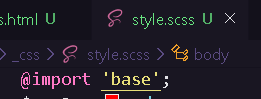 s.html U style.scss U
_css > style.scss > body
@import 'base';